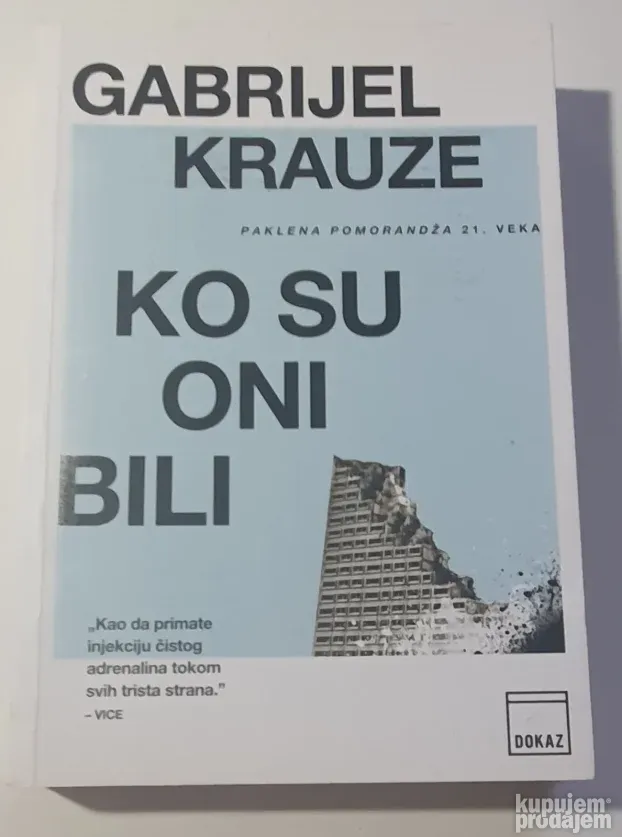 GABRIJEL
KRAUZE
PAKLENA POMORANDŽA 21. VEKA
KO SU
ONI
BILI
„Kao da primate
injekciju čistog
adrenalina tokom
svih trista strana.”
– VICE
DOKAZ
kupujem
prodajem